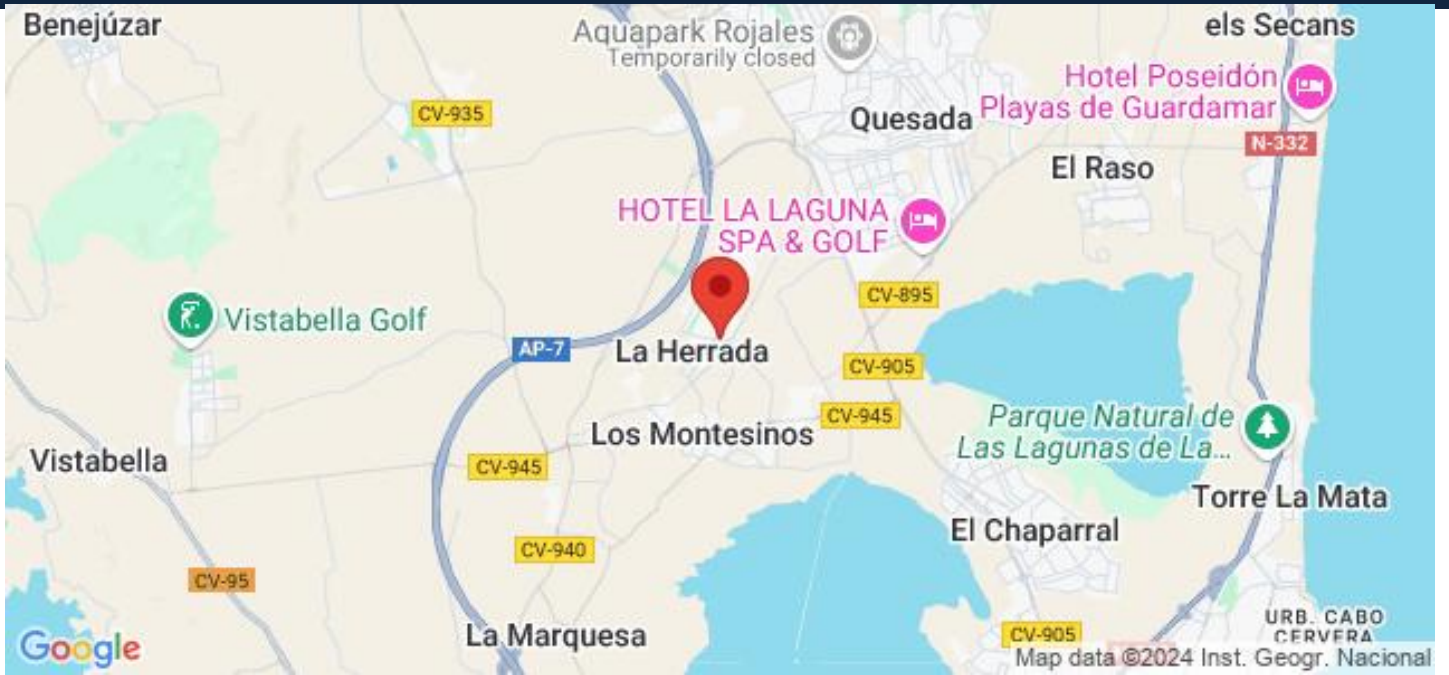 Benejúzar
Aquapark Rojales
Temporarily closed
els Secans
Hotel Poseidón
Playas de Guardamar
CV-935
Quesada
N-332
El Raso
HOTEL LA LAGUNA
SPA & GOLF
CV-895
Vistabella Golf
AP-7
La Herrada
CV-905
CV-945
Parque Natural de
Las Lagunas de La...
Los Montesinos
Vistabella
CV-945
Torre La Mata
El Chaparral
CV-940
CV-95
URB. CABO
CERVERA
La Marquesa
CV-905
Google
Map data ©2024 Inst. Geogr. Nacional